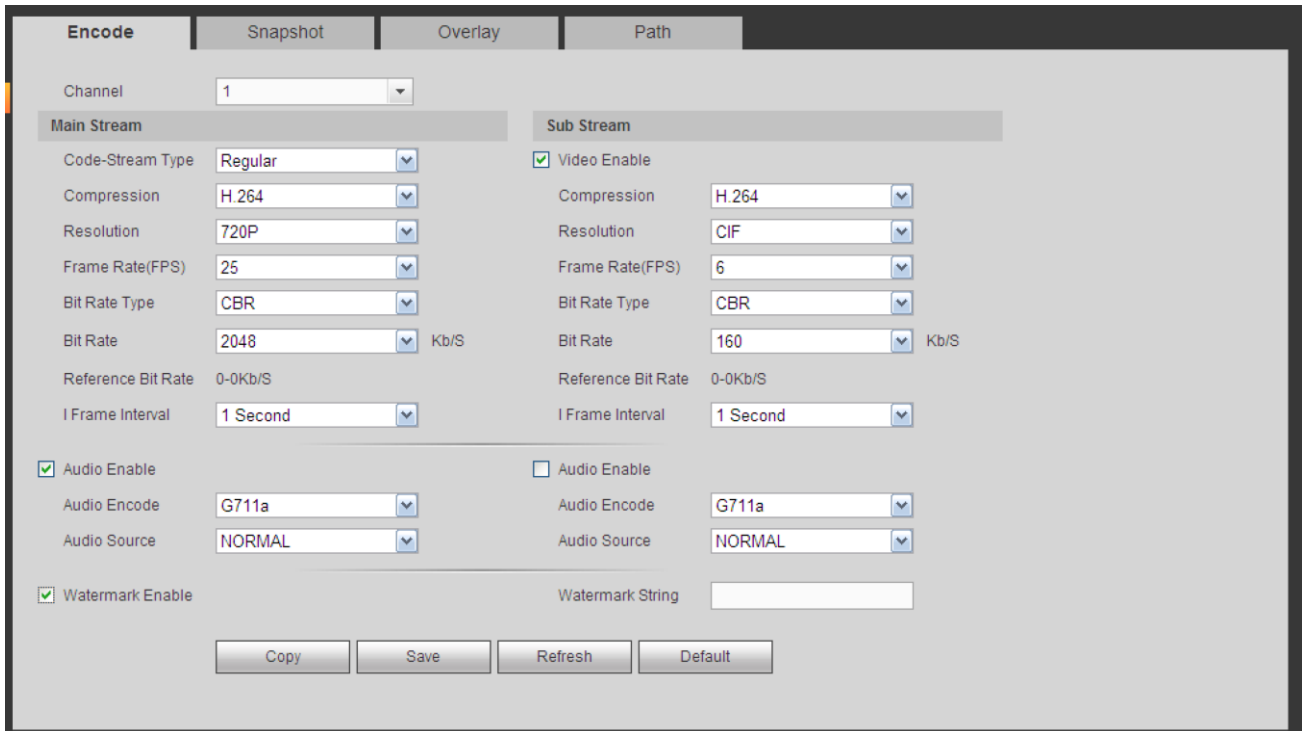 Encode Snapshot Overlay Path
Channel 1
Main Stream Sub Stream
Code-Stream Type Regular Video Enable
Compression H.264 Compression H.264
Resolution 720P Resolution CIF
Frame Rate(FPS) 25 Frame Rate(FPS) 6
Bit Rate Type CBR Bit Rate Type CBR
Bit Rate 2048 Kb/S Bit Rate 160 Kb/S
Reference Bit Rate 0-0Kb/S Reference Bit Rate 0-0Kb/S
I Frame Interval 1 Second I Frame Interval 1 Second
Audio Enable Audio Enable
Audio Encode G711a Audio Encode G711a
Audio Source NORMAL Audio Source NORMAL
Watermark Enable Watermark String
Copy Save Refresh Default